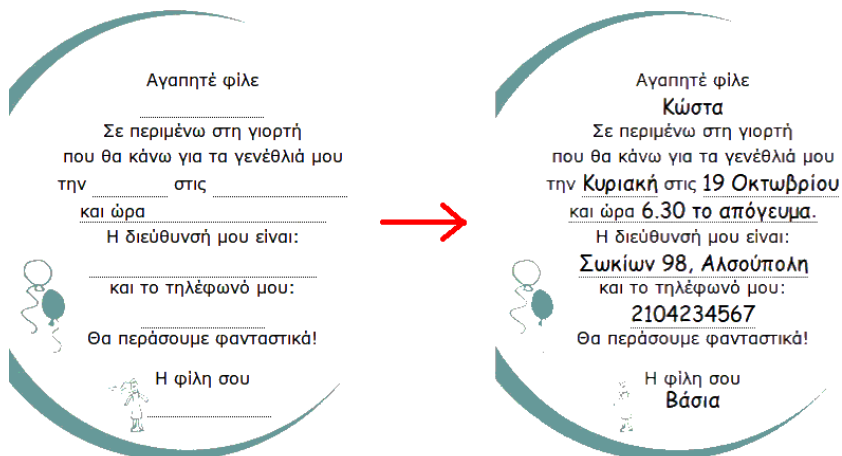 Αγαπητέ φίλε
Σε περιμένω στη γιορτή
που θα κάνω για τα γενέθλιά μου
την στις
και ώρα
Η διεύθυνσή μου είναι:
και το τηλέφωνό μου:
Θα περάσουμε φανταστικά!
Η φίλη σου
Αγαπητέ φίλε
Κώστα
Σε περιμένω στη γιορτή
που θα κάνω για τα γενέθλιά μου
την Κυριακή στις 19 Οκτωβρίου
και ώρα 6.30 το απόγευμα.
Η διεύθυνσή μου είναι:
Σωκίων 98, Αλσούπολη
και το τηλέφωνό μου:
2104234567
Θα περάσουμε φανταστικά!
Η φίλη σου
Βάσια